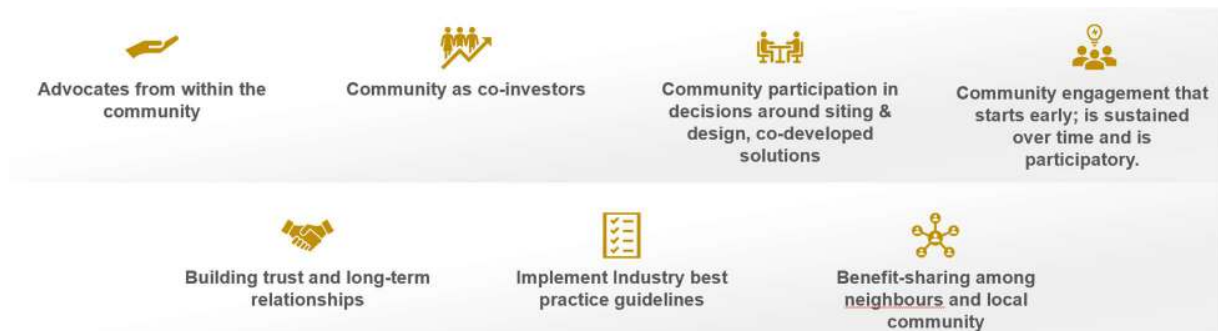 Advocates from within the
community
Community as co-investors
Community participation in
decisions around siting &
design, co-developed
solutions
Community engagement that
starts early; is sustained
over time and is
participatory.
Building trust and long-term
relationships
Implement Industry best
practice guidelines
Benefit-sharing among
neighbours and local
community